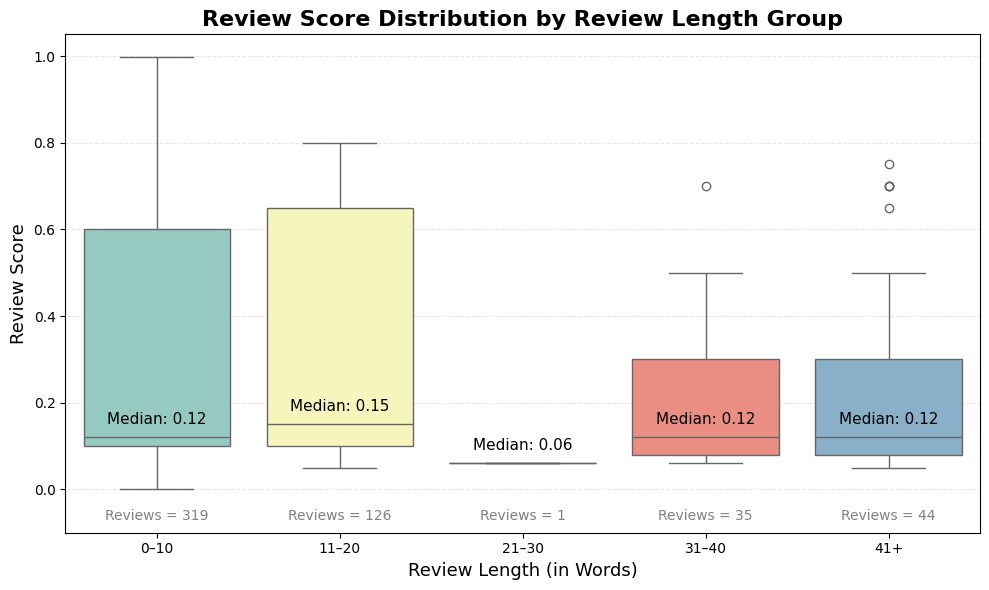 Review Score Distribution by Review Length Group
Review Score
1.0
0.8
0.6
0.4
0.2
0.0
Median: 0.12
Median: 0.15
Median: 0.06
Median: 0.12
Median: 0.12
Reviews = 319
Reviews = 126
Reviews = 1
Reviews = 35
Reviews = 44
0–10
11–20
21–30
31–40
41+
Review Length (in Words)